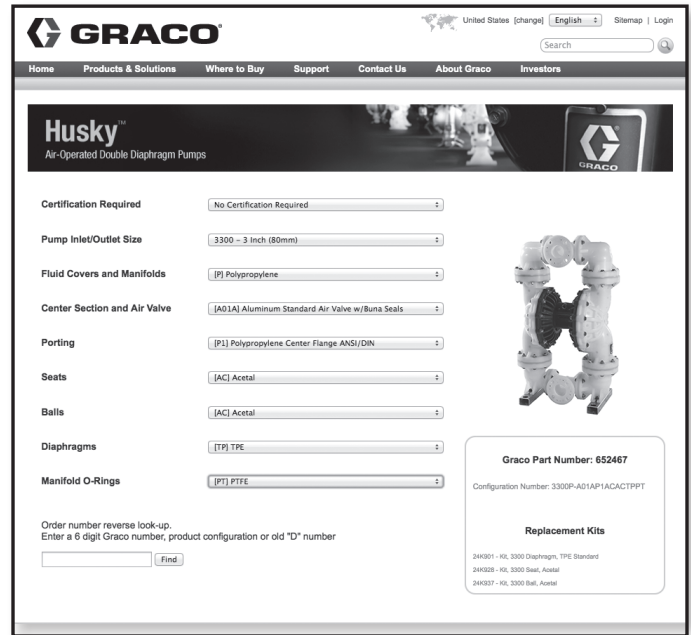 United States [change] English Sitemap | Login
GRACO
Search
Home Products & Solutions Where to Buy Support Contact Us About Graco Investors
Husky™
Air-Operated Double Diaphragm Pumps
GRACO
Certification Required No Certification Required
Pump Inlet/Outlet Size 3300 – 3 Inch (80mm)
Fluid Covers and Manifolds [P] Polypropylene
Center Section and Air Valve [A01A] Aluminum Standard Air Valve w/Buna Seals
Porting [P1] Polypropylene Center Flange ANSI/DIN
Seats [AC] Acetal
Balls [AC] Acetal
Diaphragms [TP] TPE
Manifold O-Rings [PT] PTFE
Graco Part Number: 652467
Configuration Number: 3300P-A01AP1ACACTPPT
Replacement Kits
24K901 - Kit, 3300 Diaphragm, TPE Standard
24K928 - Kit, 3300 Seat, Acetal
24K937 - Kit, 3300 Ball, Acetal
Order number reverse look-up.
Enter a 6 digit Graco number, product configuration or old "D" number
Find